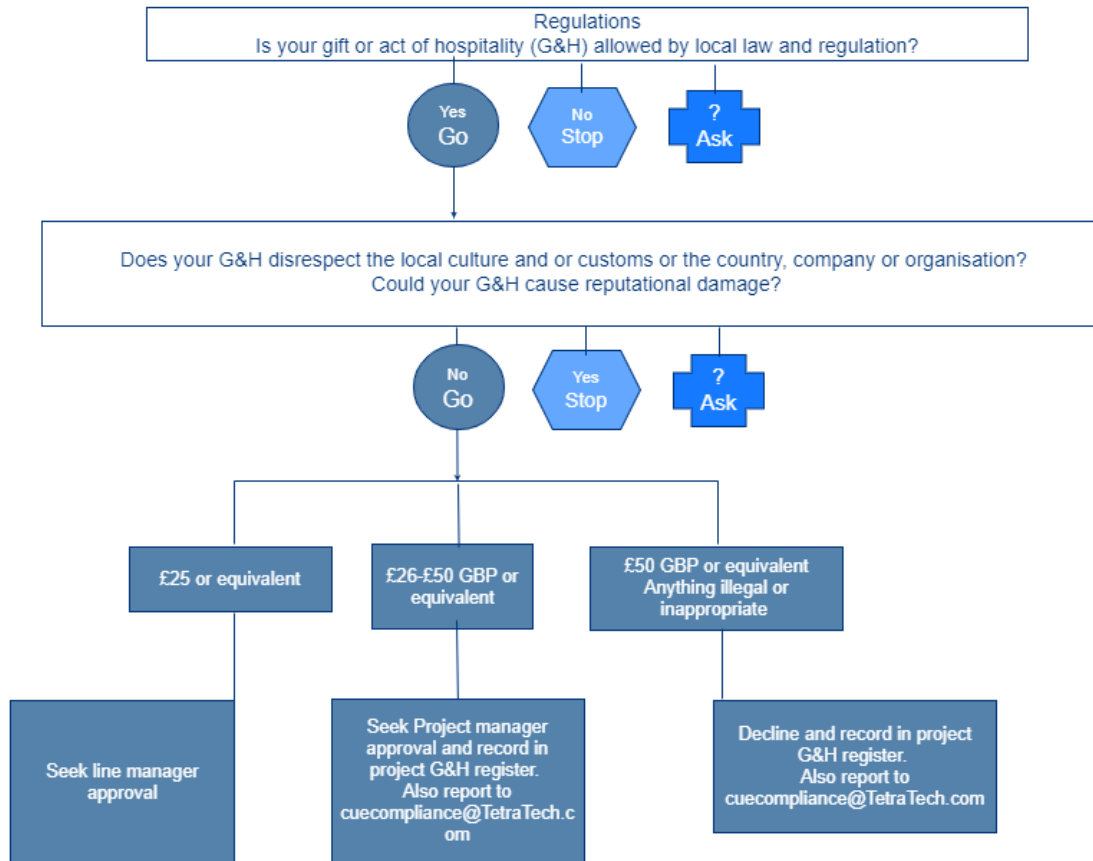 Regulations
Is your gift or act of hospitality (G&H) allowed by local law and regulation?
Yes
Go
No
Stop
?
Ask
Does your G&H disrespect the local culture and or customs or the country, company or organisation?
Could your G&H cause reputational damage?
No
Go
Yes
Stop
?
Ask
£25 or equivalent
£26-£50 GBP or
equivalent
£50 GBP or equivalent
Anything illegal or
inappropriate
Seek line manager
approval
Seek Project manager
approval and record in
project G&H register.
Also report to
cuecompliance@TetraTech.c
om
Decline and record in project
G&H register.
Also report to
cuecompliance@TetraTech.com